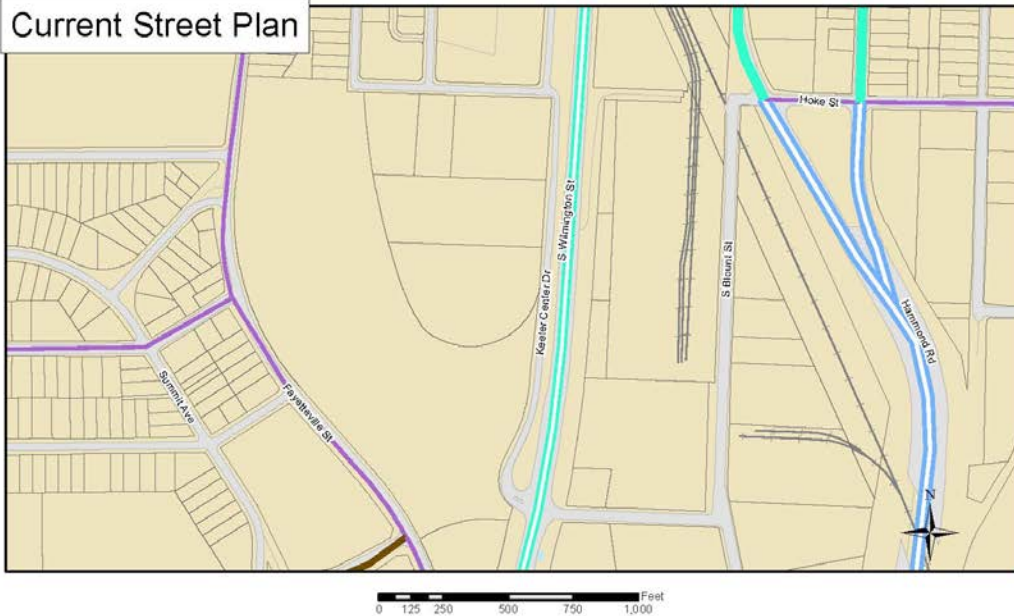 Current Street Plan
Hoke St
S Wilmington St
S Blount St
Keeter Center Dr
Hammond Rd
Summit Ave
Fayetteville St
N
Feet
0 125 250 500 750 1,000